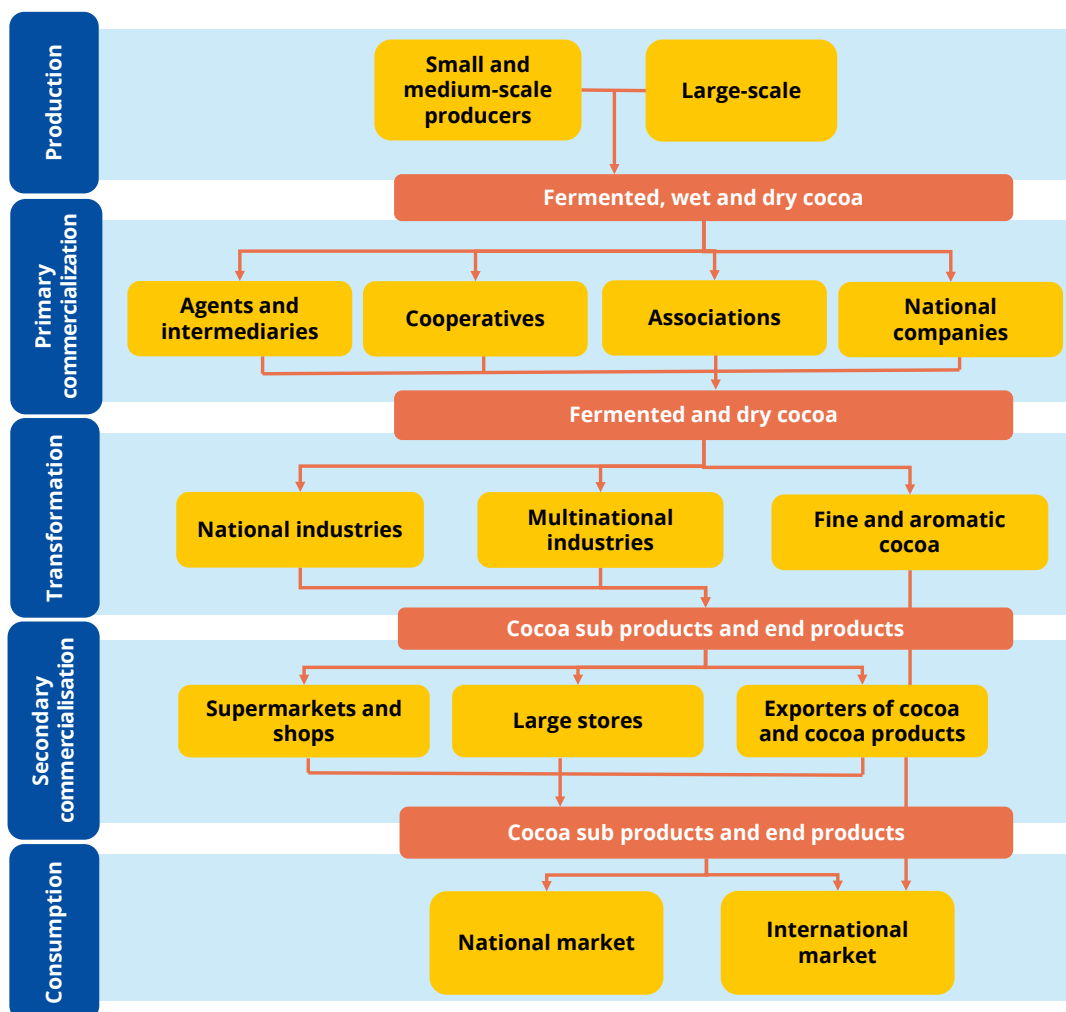 Production
Small and
medium-scale
producers
Large-scale
Fermented, wet and dry cocoa
Primary
commercialization
Agents and
intermediaries
Cooperatives
Associations
National
companies
Fermented and dry cocoa
Transformation
National industries
Multinational
industries
Fine and aromatic
cocoa
Cocoa sub products and end products
Secondary
commercialisation
Supermarkets and
shops
Large stores
Exporters of cocoa
and cocoa products
Cocoa sub products and end products
Consumption
National market
International
market